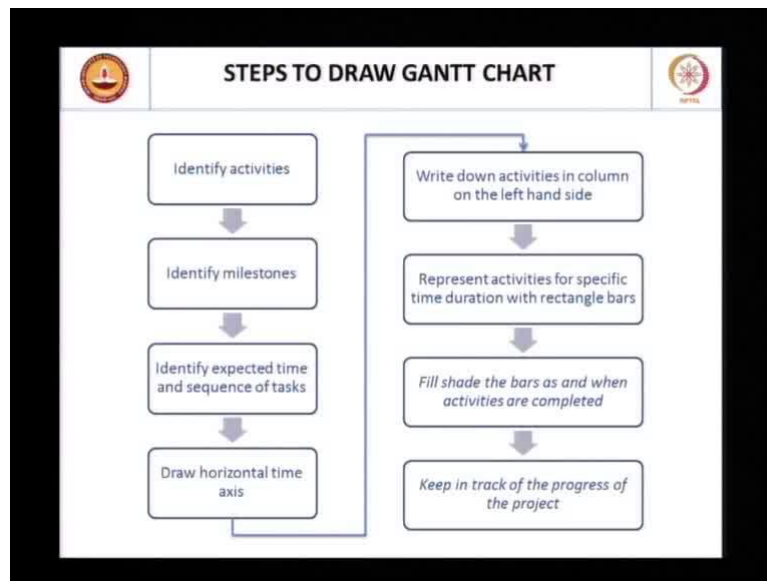 STEPS TO DRAW GANTT CHART
NPTEL
Identify activities
Identify milestones
Identify expected time
and sequence of tasks
Draw horizontal time
axis
Write down activities in column
on the left hand side
Represent activities for specific
time duration with rectangle bars
Fill shade the bars as and when
activities are completed
Keep in track of the progress of
the project